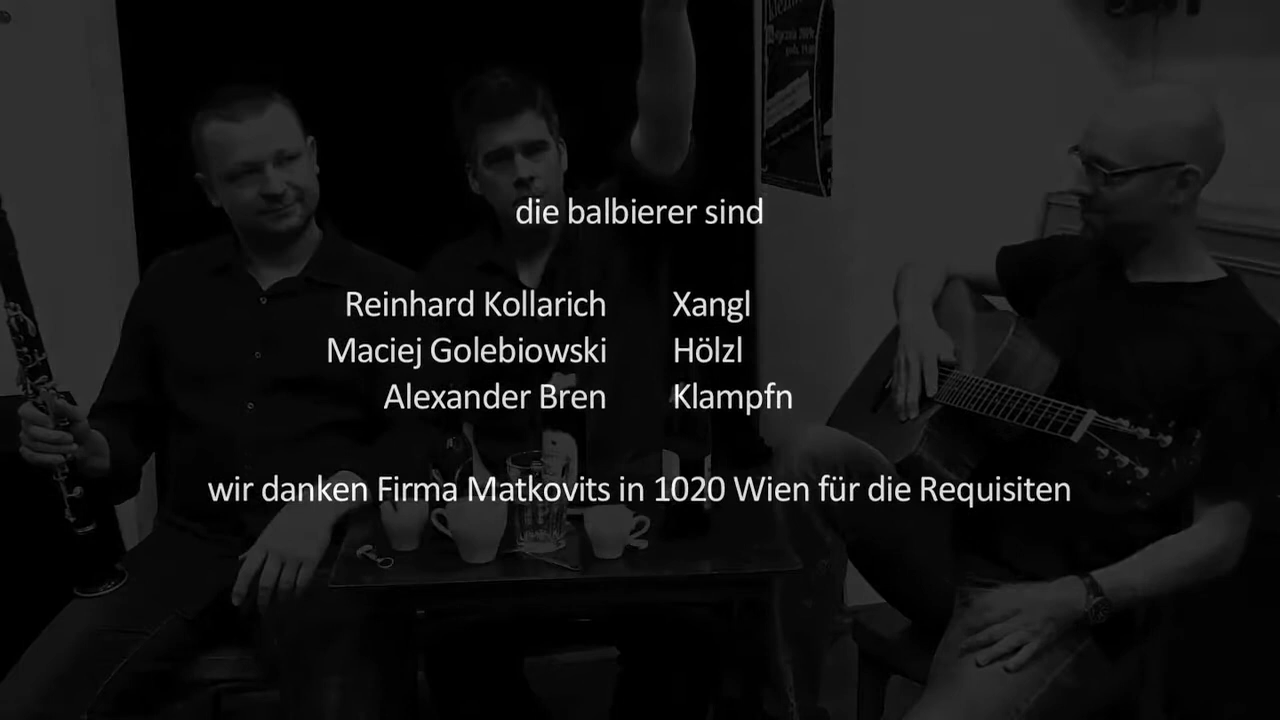 die balbierer sind
Reinhard Kollarich Xangl
Maciej Golebiowski Hölzl
Alexander Bren Klampfn
wir danken Firma Matkovits in 1020 Wien für die Requisiten